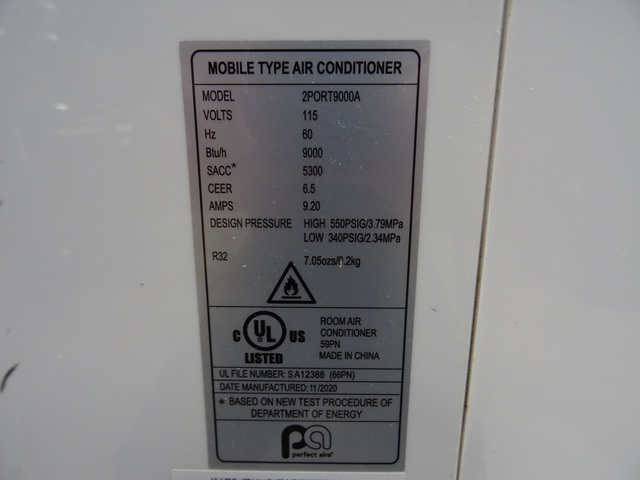 MOBILE TYPE AIR CONDITIONER
MODEL 2PORT9000A
VOLTS 115
Hz 60
Btu/h 9000
SACC* 5300
CEER 6.5
AMPS 9.20
DESIGN PRESSURE HIGH 550PSIG/3.79MPa
LOW 340PSIG/2.34MPa
R32 7.05ozs/0.2kg
C UL US
LISTED
ROOM AIR
CONDITIONER
59PN
MADE IN CHINA
UL FILE NUMBER: SA12388 (66PN)
DATE MANUFACTURED:11/2020
* BASED ON NEW TEST PROCEDURE OF
DEPARTMENT OF ENERGY
pa
perfect aire